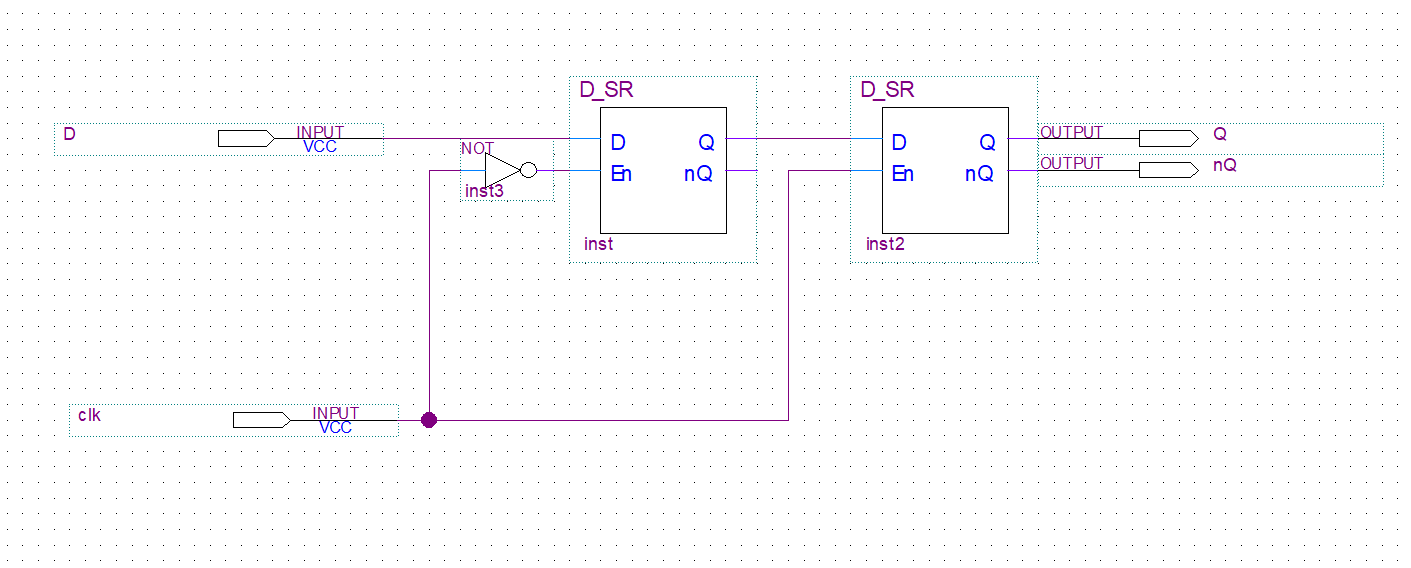 D_SR
D_SR
D
INPUT
VCC
OUTPUT
Q
NOT
D
Q
D
Q
OUTPUT
nQ
En
nQ
En
nQ
inst3
inst
inst2
clk
INPUT
VCC